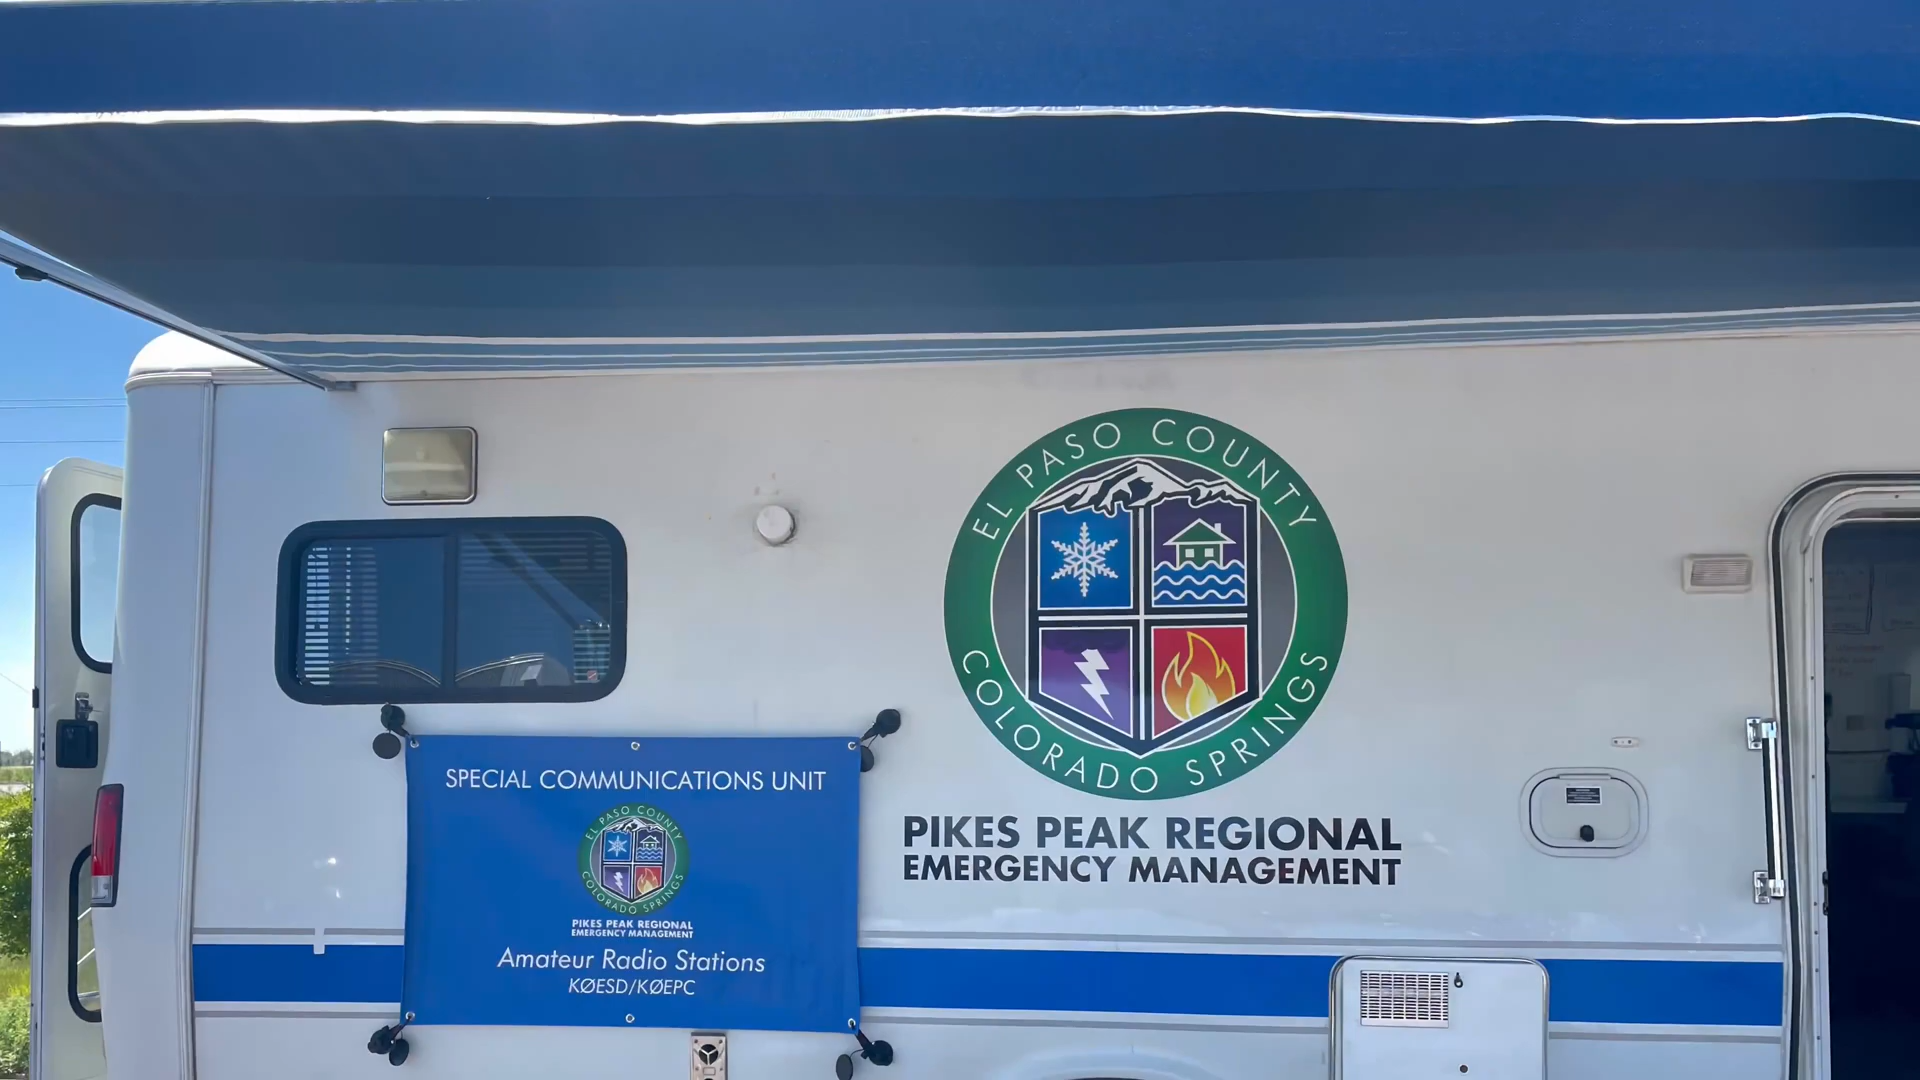 EL PASO COUNTY
COLORADO SPRINGS
PIKES PEAK REGIONAL
EMERGENCY MANAGEMENT
SPECIAL COMMUNICATIONS UNIT
EL PASO COUNTY
COLORADO SPRINGS
PIKES PEAK REGIONAL
EMERGENCY MANAGEMENT
Amateur Radio Stations
KØESD/KØEPC